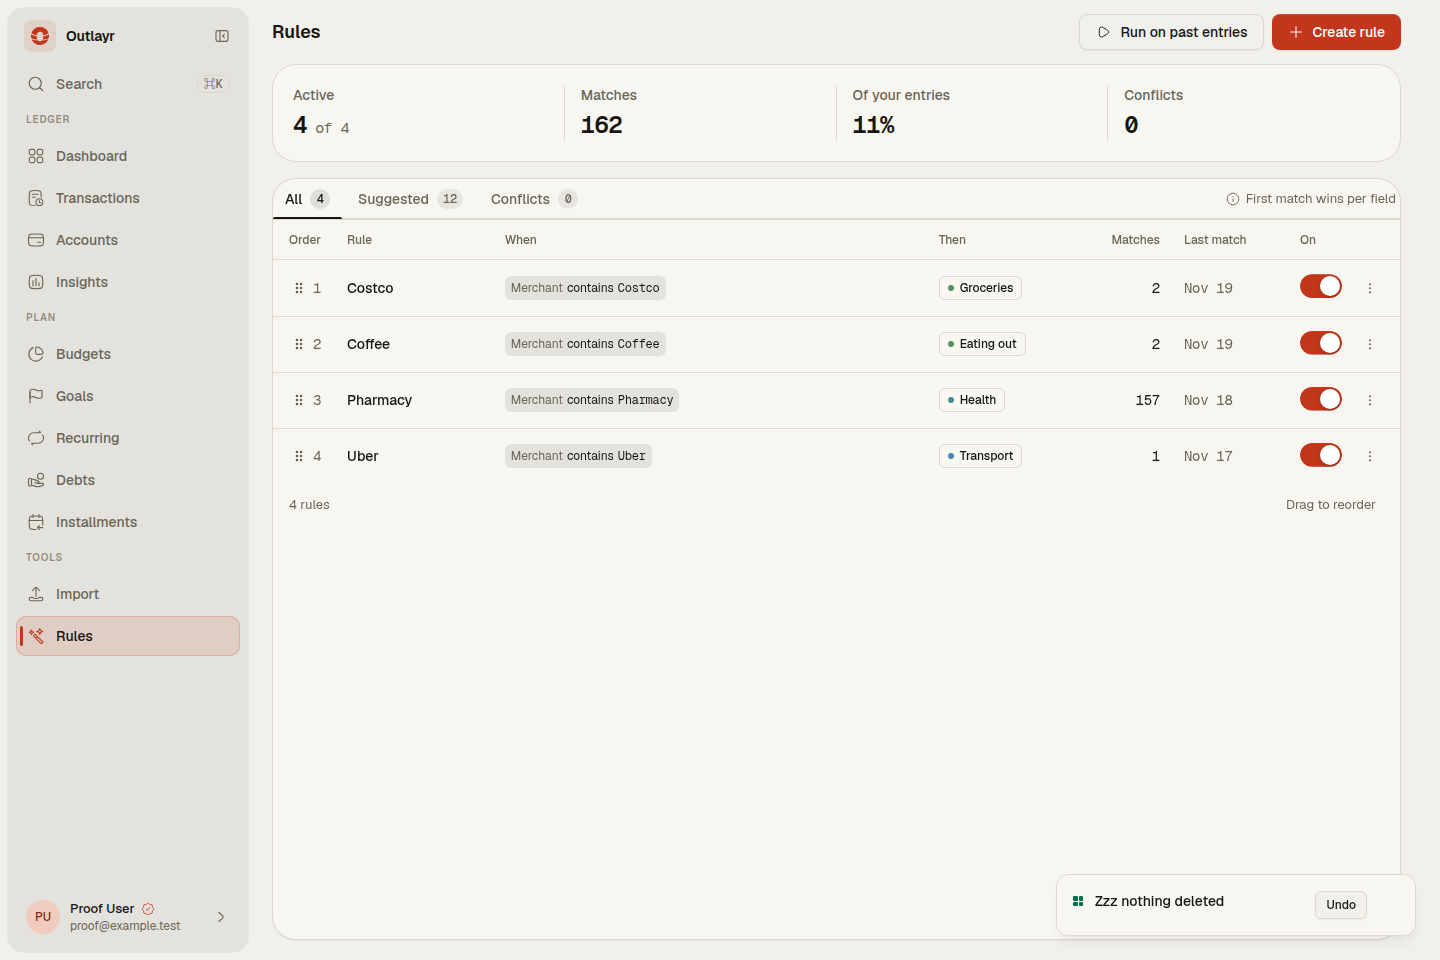 Outlayr
Search ⌘K
LEDGER
Dashboard
Transactions
Accounts
Insights
PLAN
Budgets
Goals
Recurring
Debts
Installments
TOOLS
Import
Rules
PU
Proof User
proof@example.test
Rules
Run on past entries
Create rule
Active
4 of 4
Matches
162
Of your entries
11%
Conflicts
0
All 4 Suggested 12 Conflicts 0
First match wins per field
Order Rule When Then Matches Last match On
1 Costco Merchant contains Costco Groceries 2 Nov 19
2 Coffee Merchant contains Coffee Eating out 2 Nov 19
3 Pharmacy Merchant contains Pharmacy Health 157 Nov 18
4 Uber Merchant contains Uber Transport 1 Nov 17
4 rules Drag to reorder
Zzz nothing deleted Undo